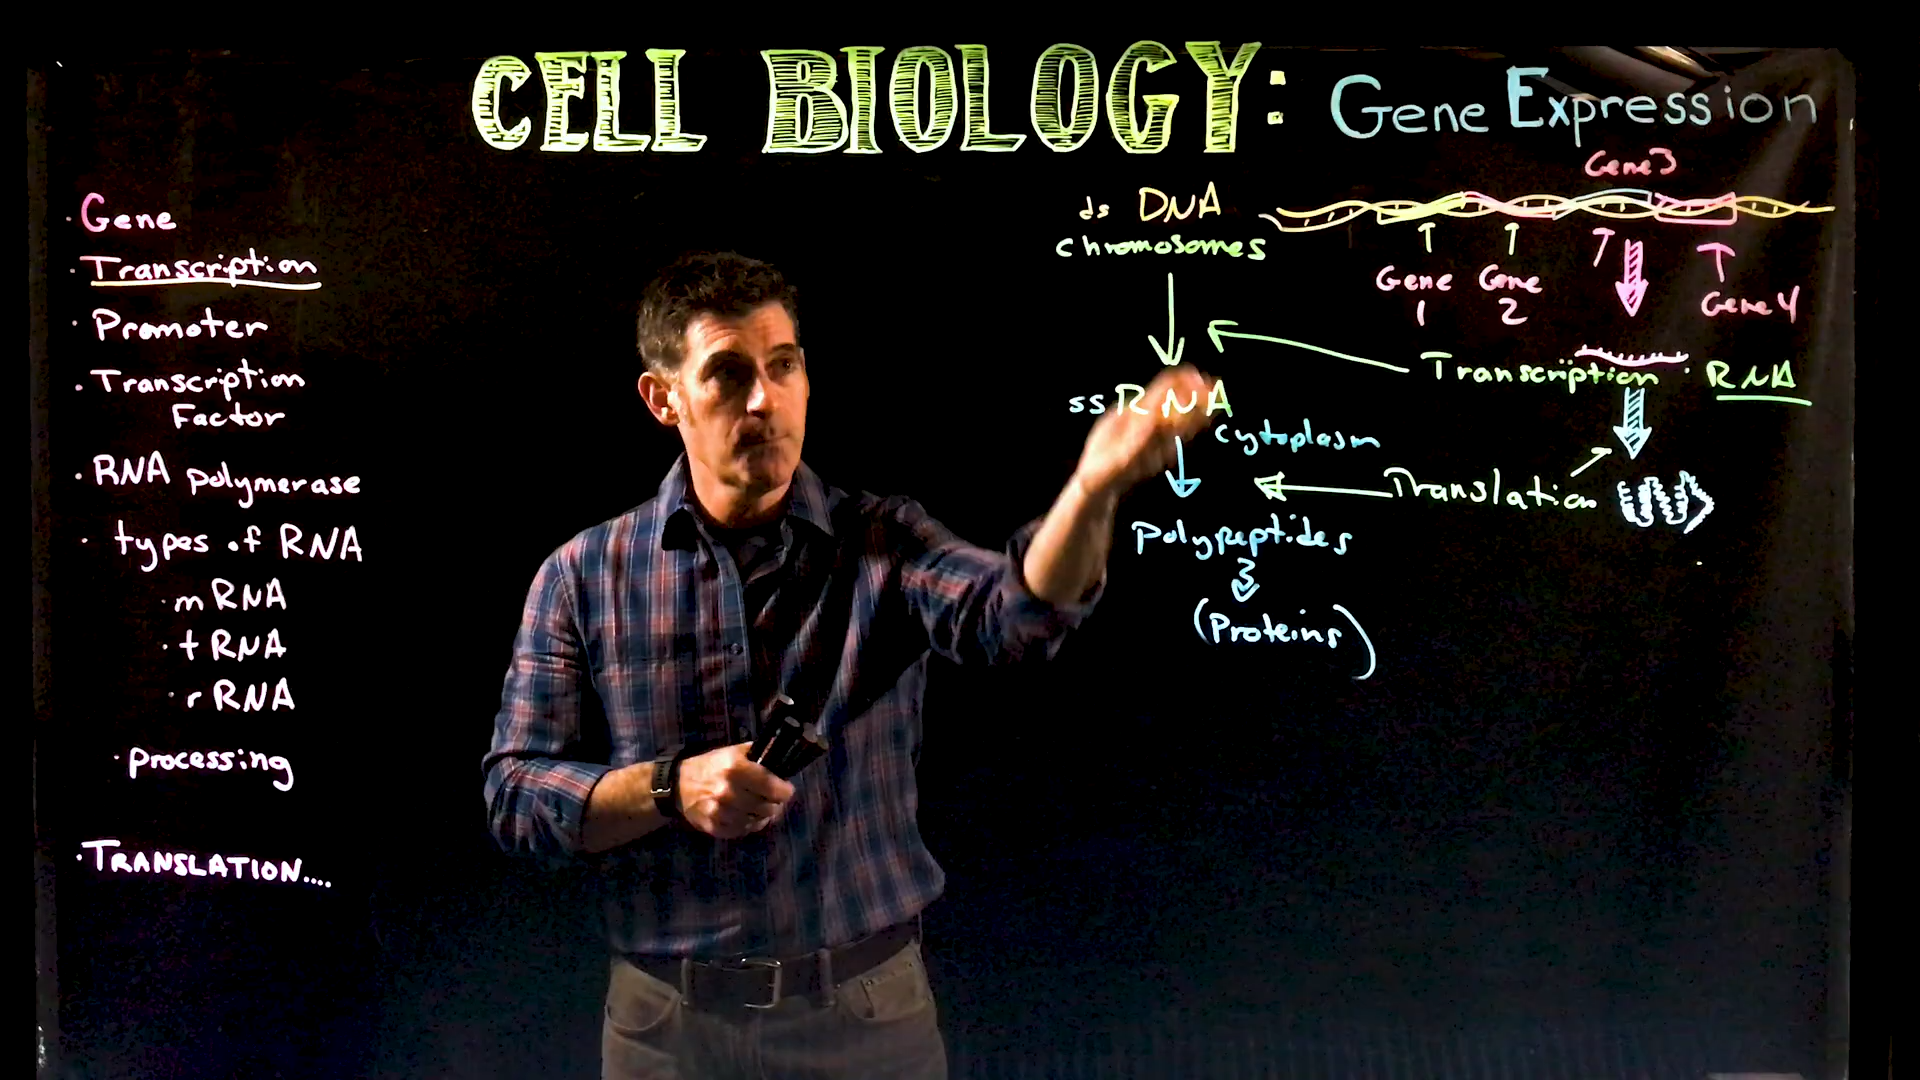 CELL BIOLOGY: Gene Expression
· Gene
· Transcription
· Promoter
· Transcription
Factor
· RNA polymerase
· types of RNA
· mRNA
· tRNA
· rRNA
· processing
· TRANSLATION....
ds DNA
chromosomes
ssRNA
cytoplasm
polypeptides
(proteins)
Gene 3
Gene
1
Gene
2
Gene 4
Transcription
RNA
Translation